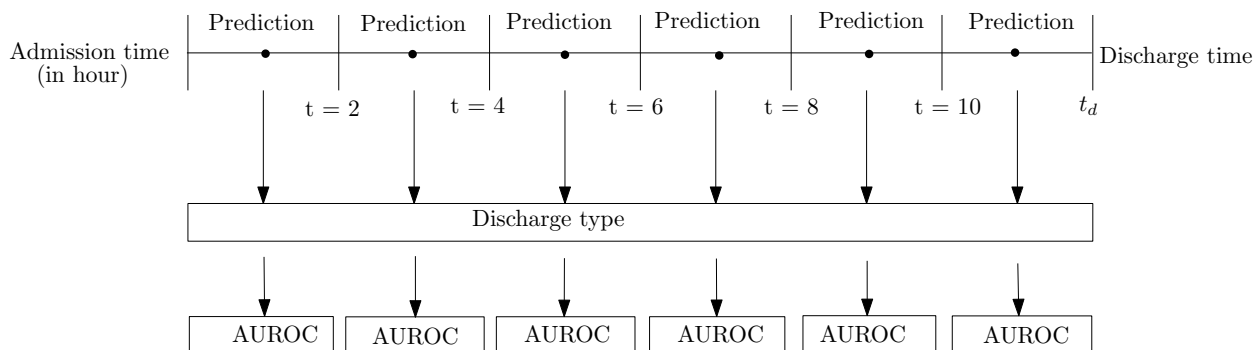 Prediction Prediction Prediction Prediction Prediction Prediction
Admission time
(in hour)
Discharge time
t = 2 t = 4 t = 6 t = 8 t = 10 t_d
Discharge type
AUROC AUROC AUROC AUROC AUROC AUROC